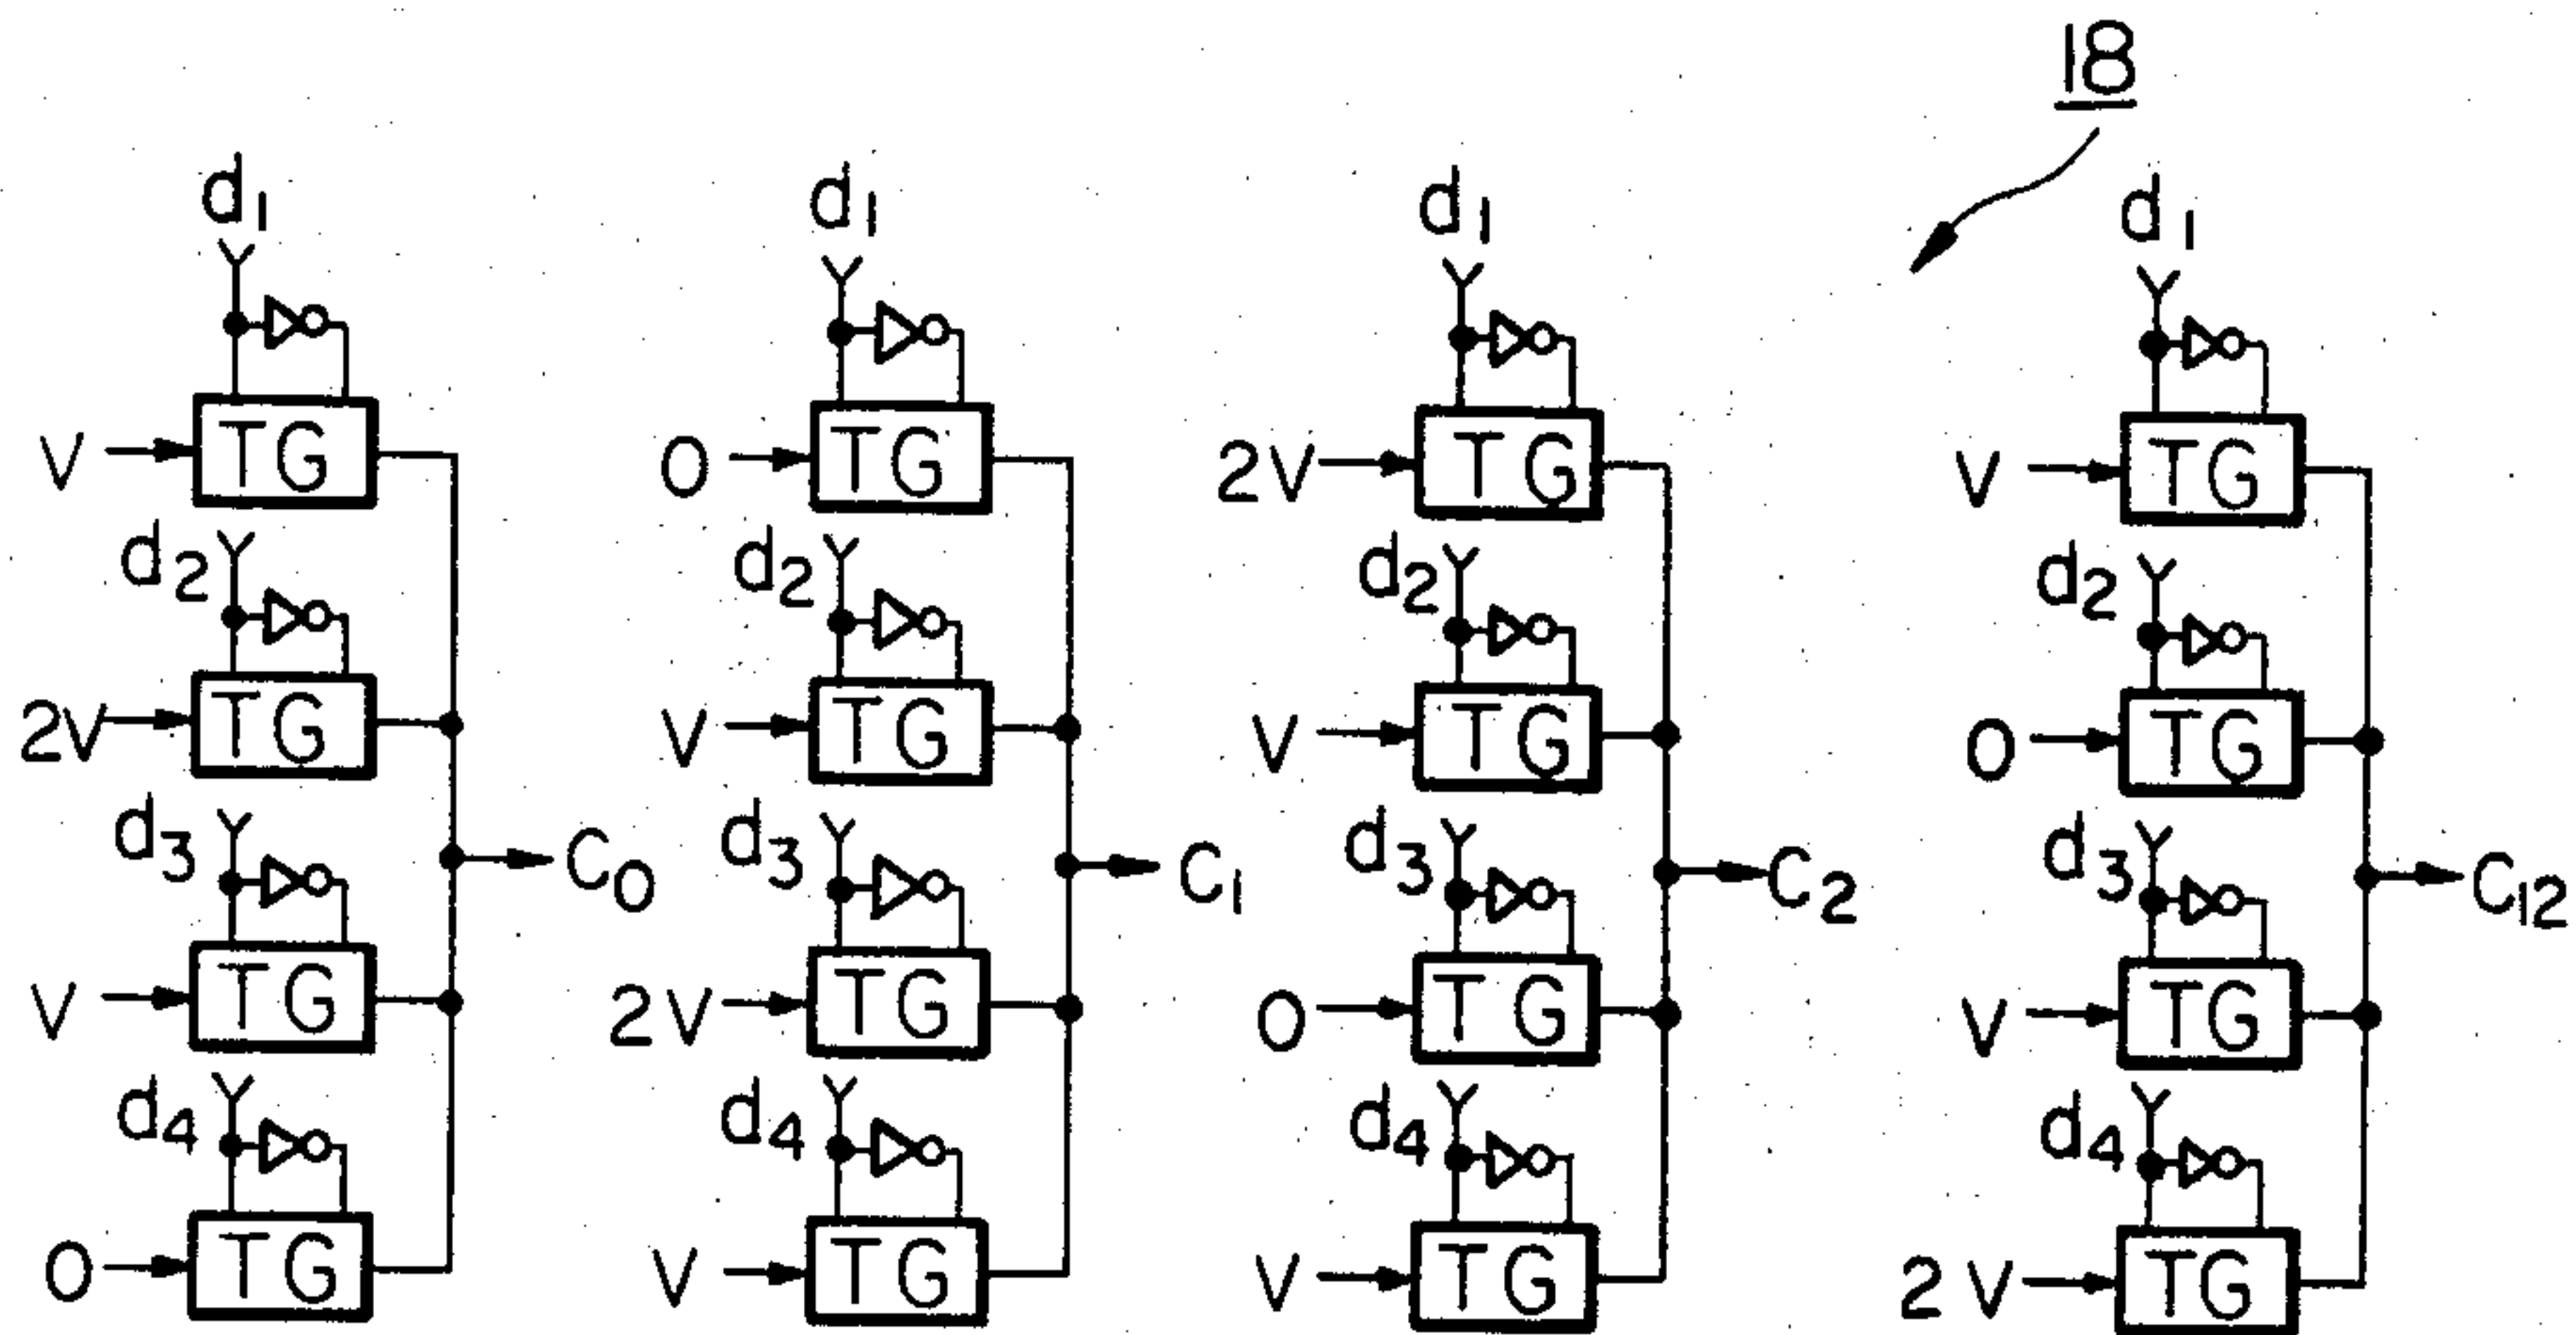 18
d1 d1 d1 d1
V TG 0 TG 2V TG V TG
d2 d2 d2 d2
2V TG V TG V TG 0 TG
C0 C1 C2 C12
d3 d3 d3 d3
V TG 2V TG 0 TG V TG
d4 d4 d4 d4
0 TG V TG V TG 2V TG